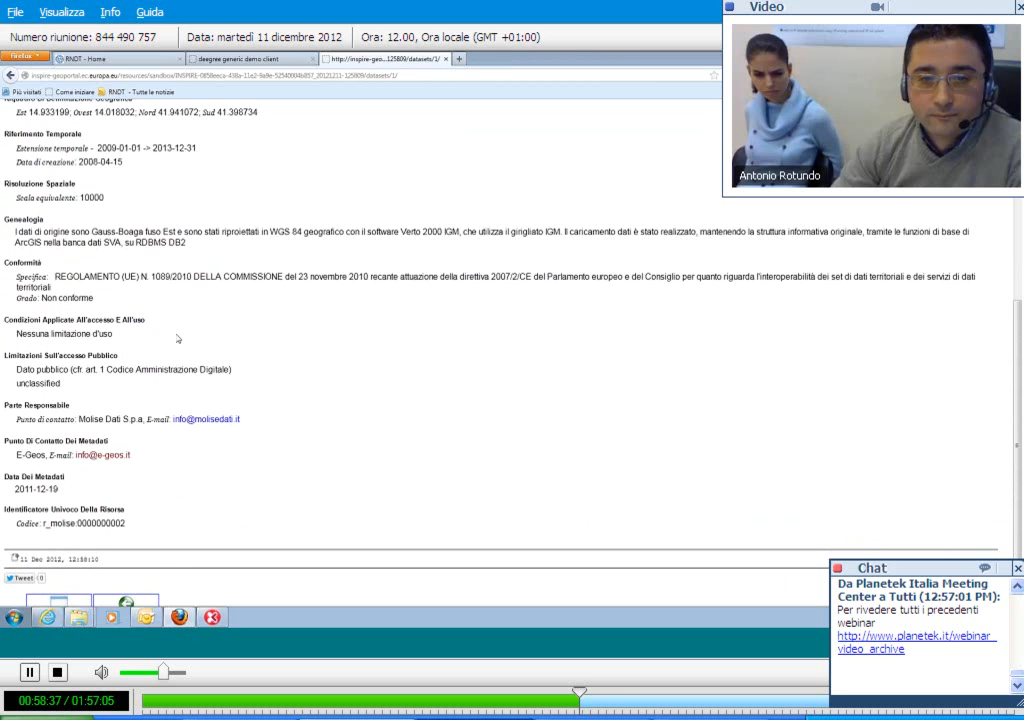 File Visualizza Info Guida
Video
Numero riunione: 844 490 757 Data: martedì 11 dicembre 2012 Ora: 12.00, Ora locale (GMT +01:00)
Firefox
RNDT - Home
deegree generic demo client
http://inspire-geo...125809/datasets/1/
Più visitati Come iniziare RNDT - Tutte le notizie
Est 14.933199; Ovest 14.018032; Nord 41.941072; Sud 41.398734
Antonio Rotundo
Riferimento Temporale
Estensione temporale - 2009-01-01 -> 2013-12-31
Data di creazione: 2008-04-15
Risoluzione Spaziale
Scala equivalente: 10000
Genealogia
I dati di origine sono Gauss-Boaga fuso Est e sono stati riproiettati in WGS 84 geografico con il software Verto 2000 IGM, che utilizza il grigliato IGM. Il caricamento dati è stato realizzato, mantenendo la struttura informativa originale, tramite le funzioni di base di
ArcGIS nella banca dati SVA, su RDBMS DB2
Conformità
Specifica: REGOLAMENTO (UE) N. 1089/2010 DELLA COMMISSIONE del 23 novembre 2010 recante attuazione della direttiva 2007/2/CE del Parlamento europeo e del Consiglio per quanto riguarda l'interoperabilità dei set di dati territoriali e dei servizi di dati
territoriali
Grado: Non conforme
Condizioni Applicate All'accesso E All'uso
Nessuna limitazione d'uso
Limitazioni Sull'accesso Pubblico
Dato pubblico (cfr. art. 1 Codice Amministrazione Digitale)
unclassified
Parte Responsabile
Punto di contatto: Molise Dati S.p.a, E-mail: info@molisedati.it
Punto Di Contatto Dei Metadati
E-Geos, E-mail: info@e-geos.it
Data Dei Metadati
2011-12-19
Identificatore Univoco Della Risorsa
Codice: r_molise:0000000002
11 Dec 2012, 12:58:10
Tweet 0
Chat
Da Planetek Italia Meeting
Center a Tutti (12:57:01 PM):
Per rivedere tutti i precedenti
webinar
http://www.planetek.it/webinar_
video_archive
00:58:37 / 01:57:05